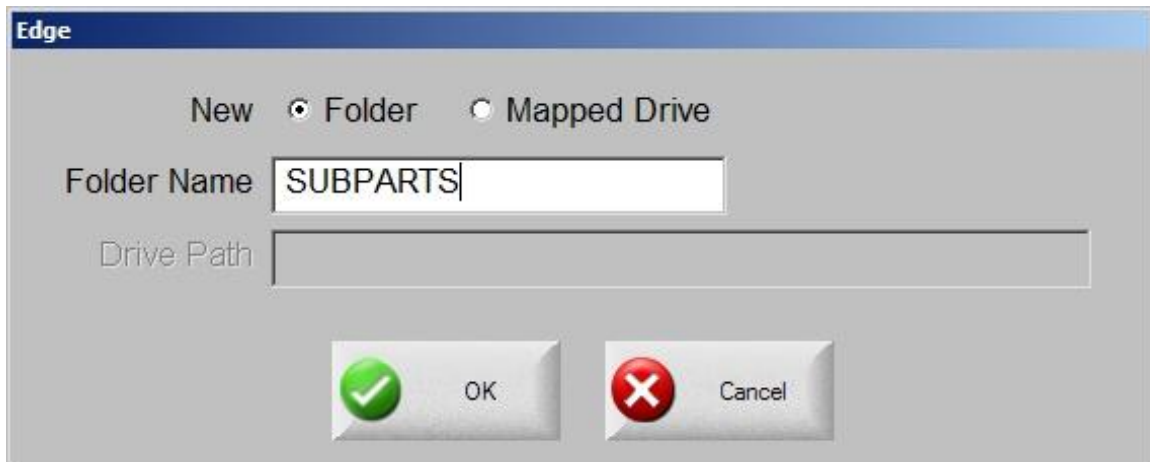 Edge
New Folder Mapped Drive
Folder Name SUBPARTS
Drive Path
OK Cancel